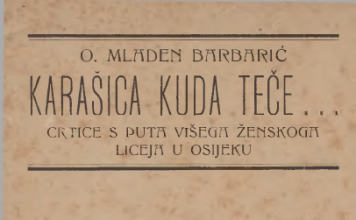 O. MLADEN BARBARIĆ
KARAŠICA KUDA TEČE...
CRTICE S PUTA VIŠEGA ŽENSKOGA
LICEJA U OSIJEKU